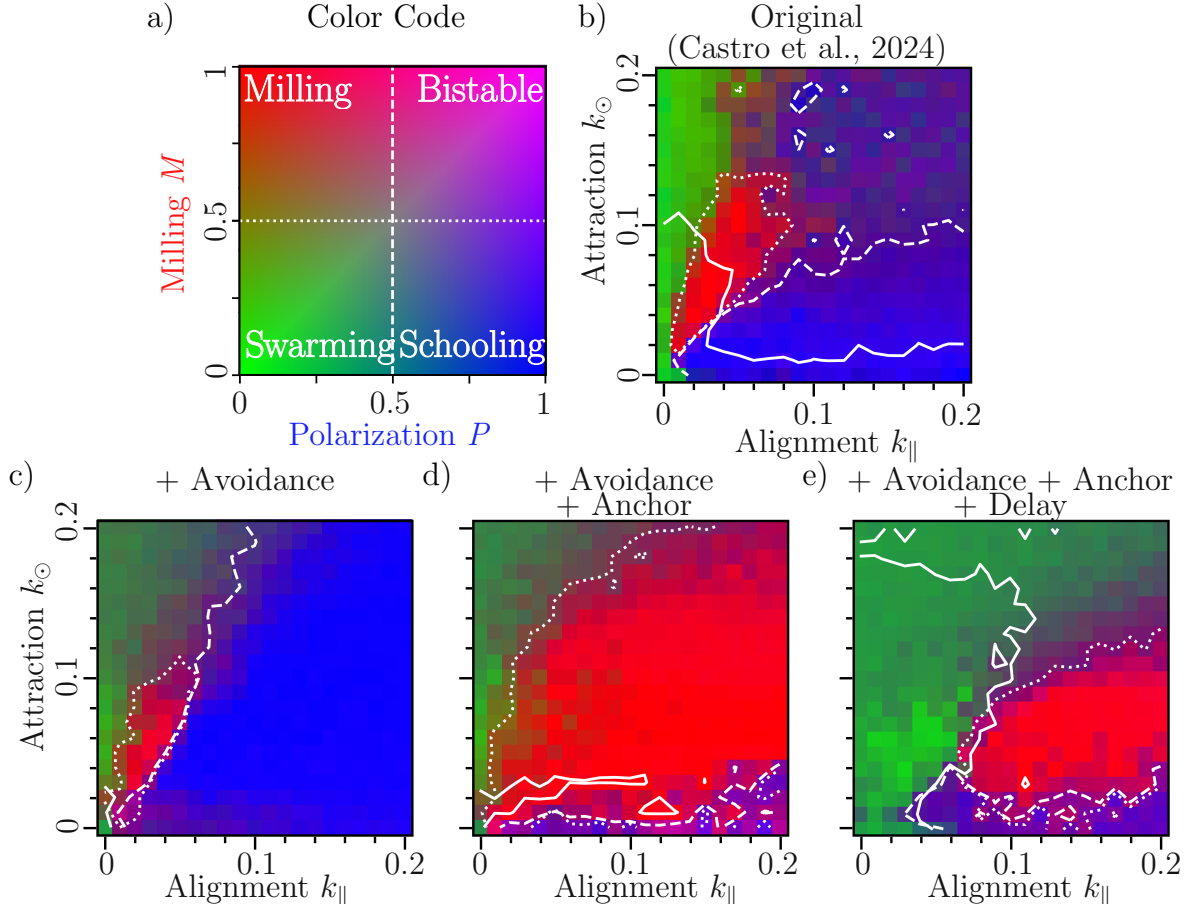 a)
Color Code
b)
Original
(Castro et al., 2024)
1
Milling
Bistable
Milling M
0.5
Swarming
Schooling
0
0
0.5
1
Polarization P
0.2
Attraction k⊙
0.1
0
0.1
0.2
Alignment k∥
c)
+ Avoidance
d)
+ Avoidance
+ Anchor
e)
+ Avoidance + Anchor
+ Delay
0.2
Attraction k⊙
0.1
0
0
0.1
0.2
Alignment k∥
0
0.1
0.2
Alignment k∥
0
0.1
0.2
Alignment k∥